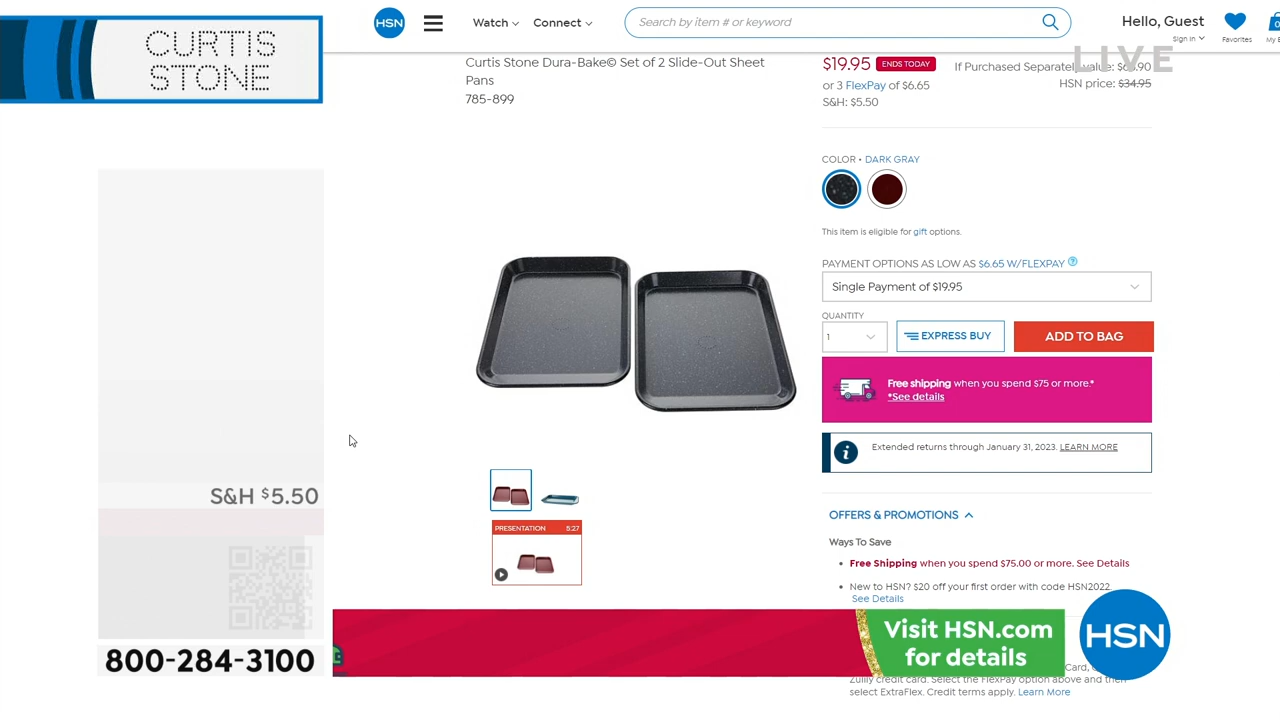 CURTIS
STONE
HSN
Watch
Connect
Search by item # or keyword
Hello, Guest
Sign In
Favorites
LIVE
Curtis Stone Dura-Bake© Set of 2 Slide-Out Sheet
Pans
785-899
$19.95 ENDS TODAY
If Purchased Separately value:
or 3 FlexPay of $6.65
HSN price: $34.95
S&H: $5.50
COLOR • DARK GRAY
This item is eligible for gift options.
PAYMENT OPTIONS AS LOW AS $6.65 W/FLEXPAY ?
Single Payment of $19.95
QUANTITY
1
EXPRESS BUY
ADD TO BAG
Free shipping when you spend $75 or more.*
*See details
i
Extended returns through January 31, 2023. LEARN MORE
OFFERS & PROMOTIONS
Ways To Save
• Free Shipping when you spend $75.00 or more. See Details
• New to HSN? $20 off your first order with code HSN2022.
See Details
S&H $5.50
PRESENTATION 5:27
800-284-3100
Visit HSN.com
for details
HSN
Card,
Zulily credit card. Select the FlexPay option above and then
select ExtraFlex. Credit terms apply. Learn More